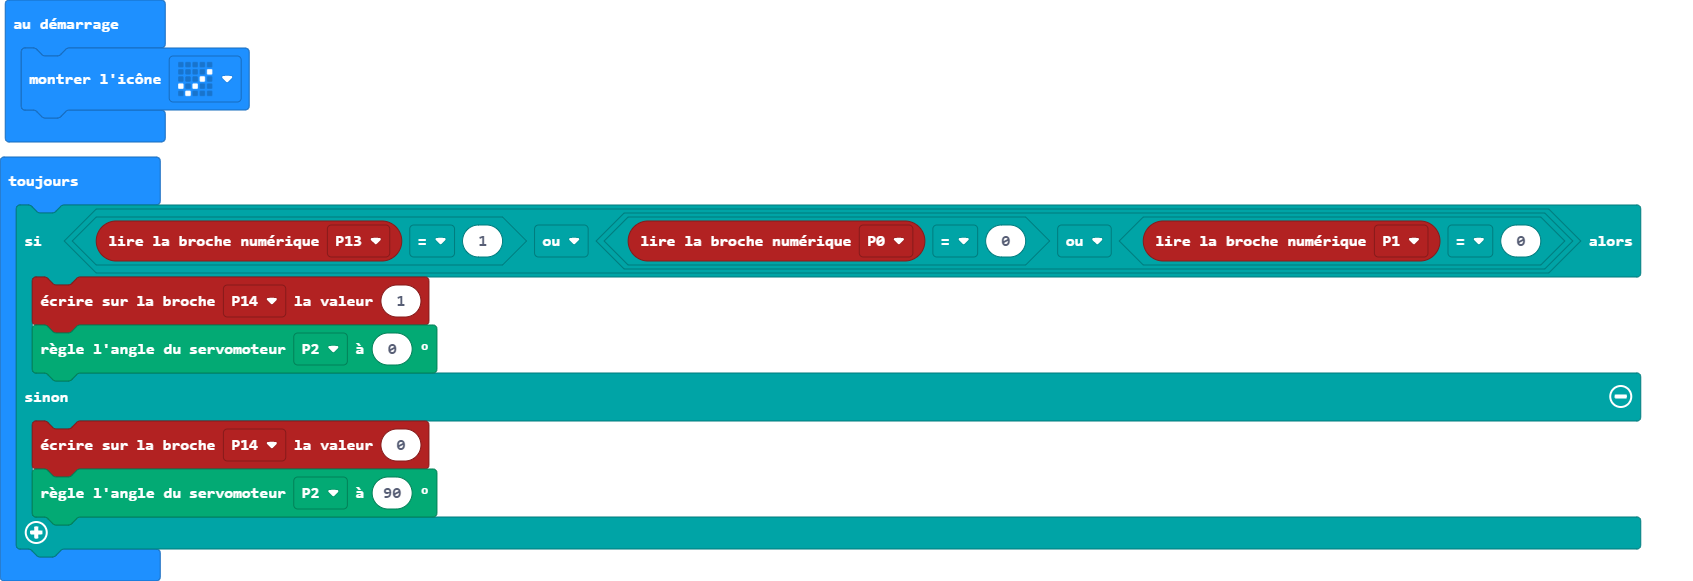 au démarrage
montrer l'icône
toujours
si lire la broche numérique P13 = 1 ou lire la broche numérique P0 = 0 ou lire la broche numérique P1 = 0 alors
écrire sur la broche P14 la valeur 1
règle l'angle du servomoteur P2 à 0 °
sinon
écrire sur la broche P14 la valeur 0
règle l'angle du servomoteur P2 à 90 °